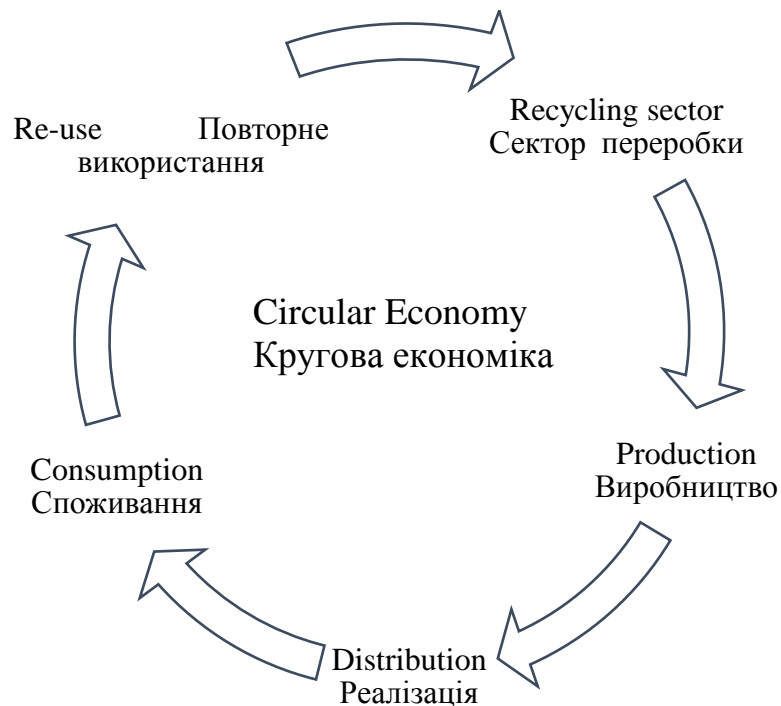 Re-use Повторне
використання
Recycling sector
Сектор переробки
Circular Economy
Кругова економіка
Production
Виробництво
Consumption
Споживання
Distribution
Реалізація